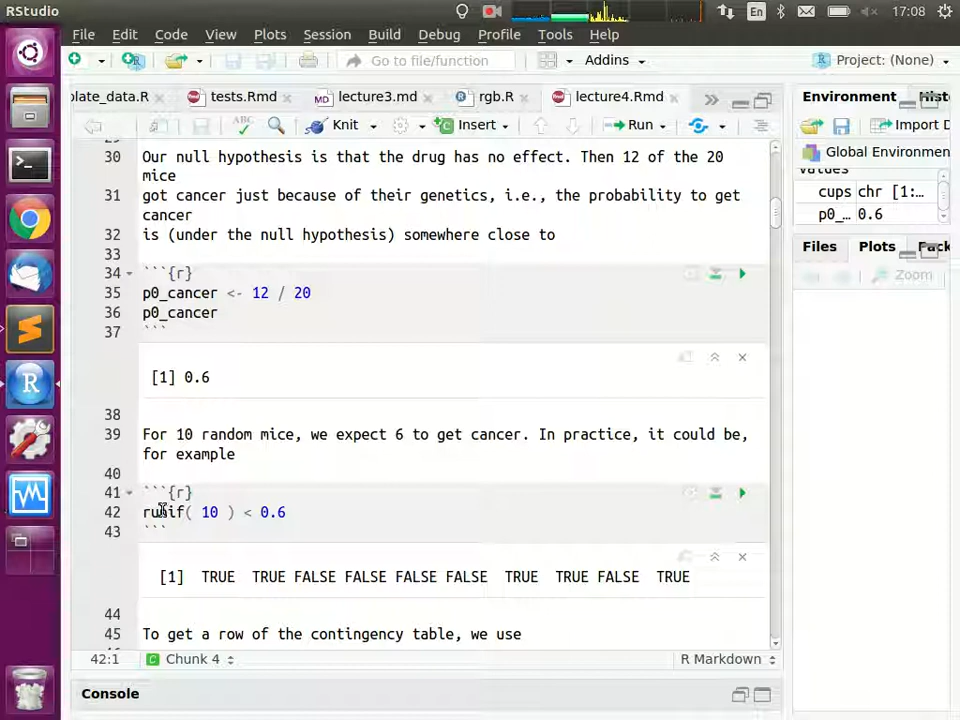 RStudio
En
17:08
File Edit Code View Plots Session Build Debug Profile Tools Help
Go to file/function
Addins
Project: (None)
plate_data.R
tests.Rmd
lecture3.md
rgb.R
lecture4.Rmd
Environment
Knit
Insert
Run
Import D
Global Environmen
cups chr [1:…
p0_… 0.6
Files Plots Pack
Zoom
30 Our null hypothesis is that the drug has no effect. Then 12 of the 20
mice
31 got cancer just because of their genetics, i.e., the probability to get
cancer
32 is (under the null hypothesis) somewhere close to
33
34 ```{r}
35 p0_cancer <- 12 / 20
36 p0_cancer
37 ```
[1] 0.6
38
39 For 10 random mice, we expect 6 to get cancer. In practice, it could be,
for example
40
41 ```{r}
42 runif( 10 ) < 0.6
43 ```
[1] TRUE TRUE FALSE FALSE FALSE FALSE TRUE TRUE FALSE TRUE
44
45 To get a row of the contingency table, we use
42:1 Chunk 4 R Markdown
Console